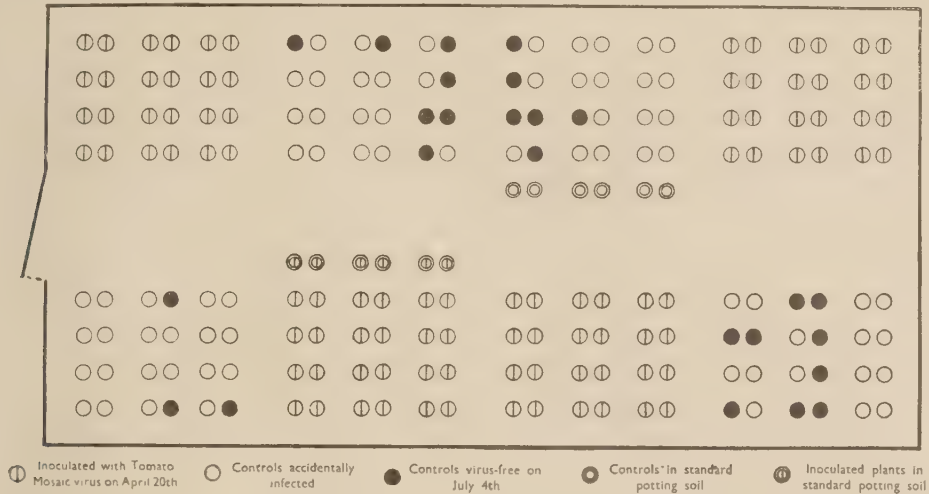 Inoculated with Tomato
Mosaic virus on April 20th
Controls accidentally
infected
Controls virus-free on
July 4th
Controls in standard
potting soil
Inoculated plants in
standard potting soil